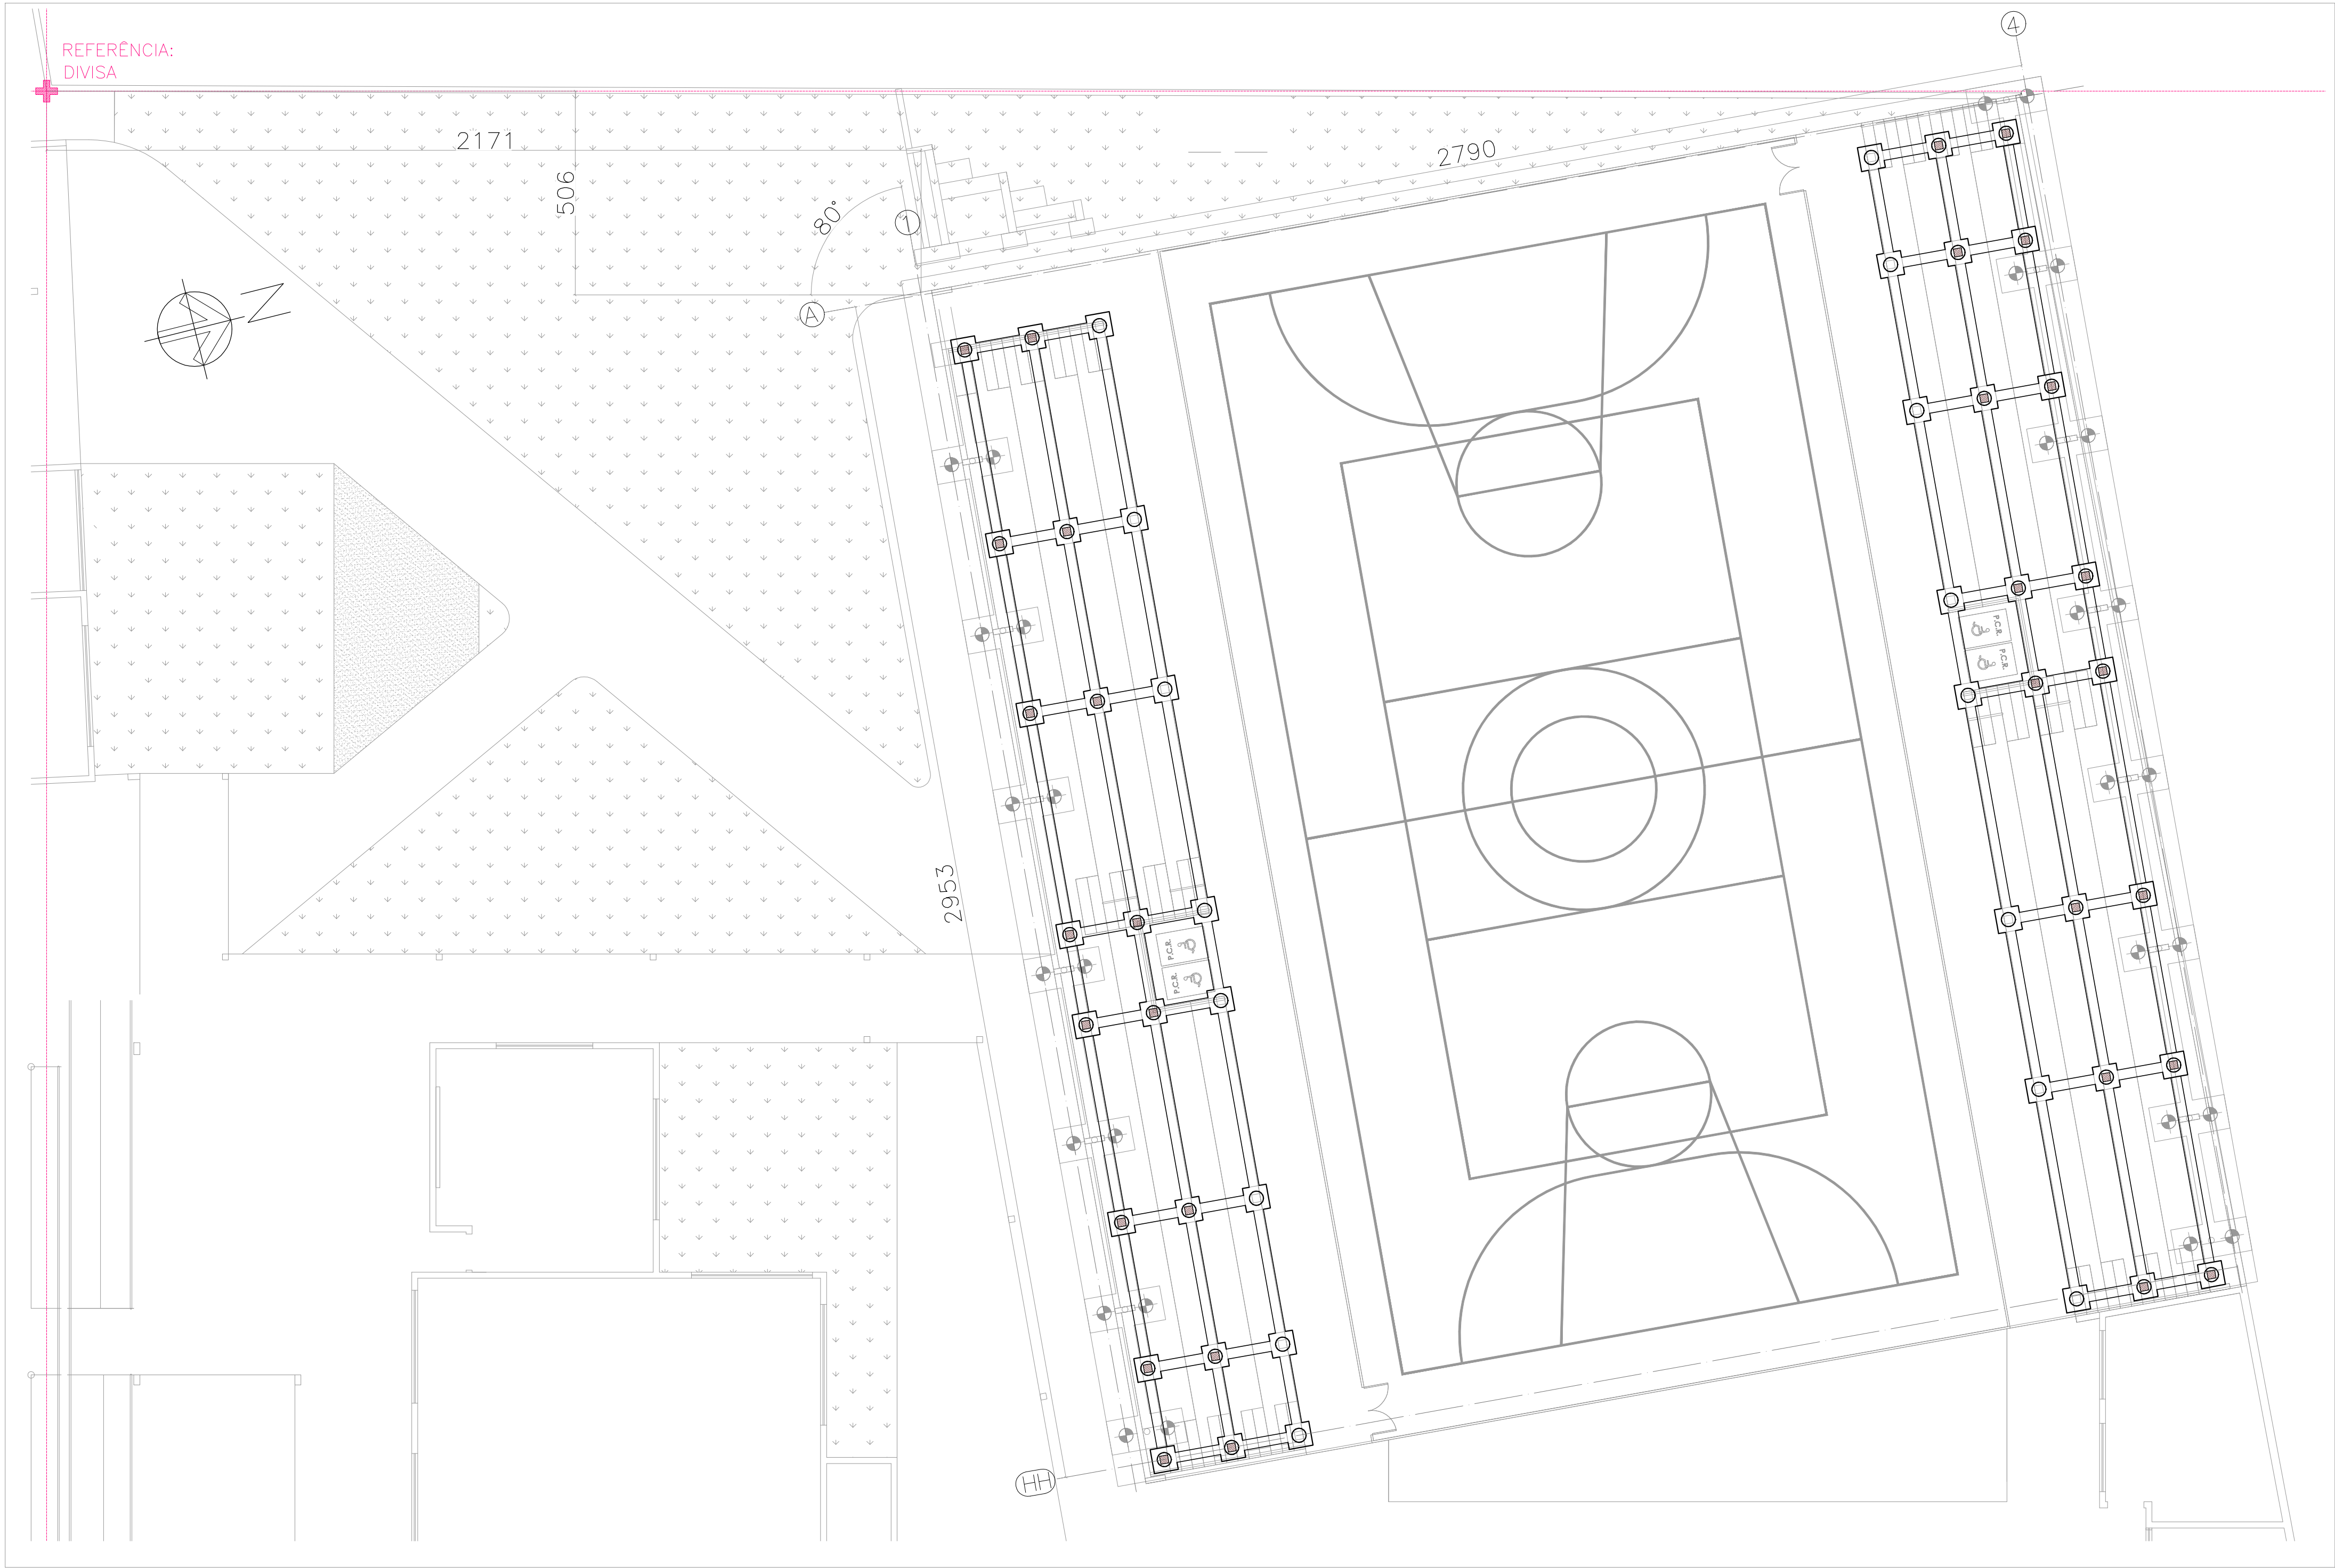 4
REFERÊNCIA:
DIVISA
2171
2790
506
80°
1
N
A
P.C.R.
P.C.R.
2953
P.C.R.
P.C.R.
HH